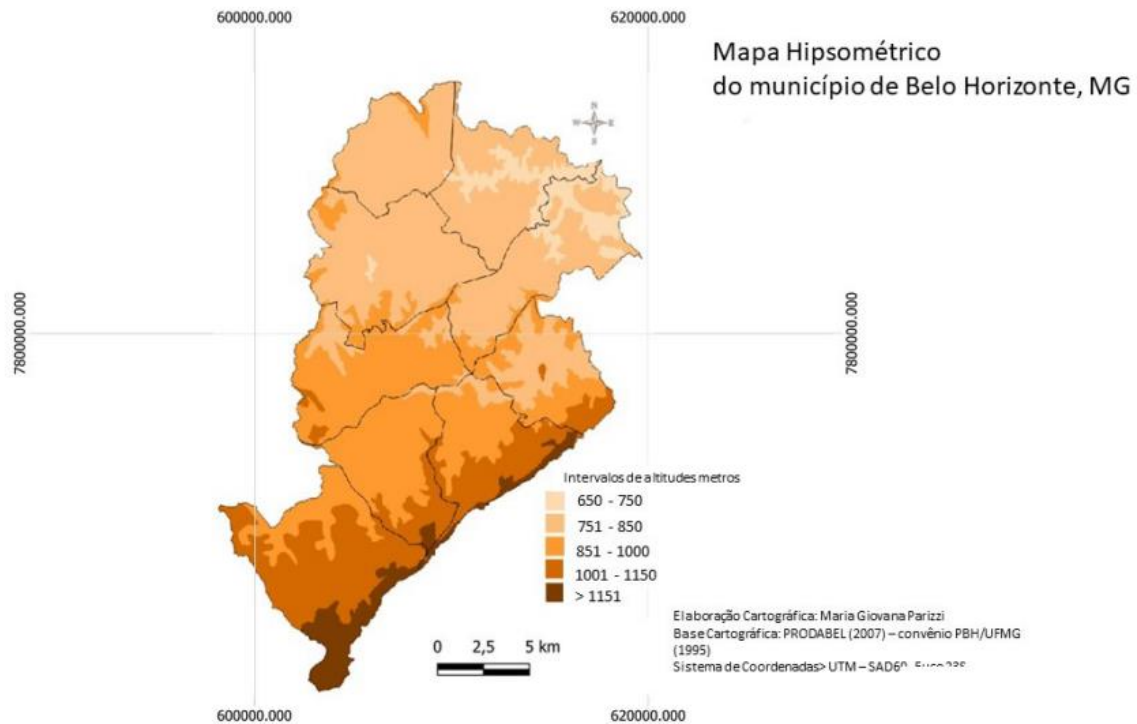 600000.000
620000.000
Mapa Hipsométrico
do município de Belo Horizonte, MG
N
W
E
S
7800000.000
7800000.000
Intervalos de altitudes metros
650 - 750
751 - 850
851 - 1000
1001 - 1150
> 1151
0 2,5 5 km
Elaboração Cartográfica: Maria Giovana Parizzi
Base Cartográfica: PRODABEL (2007) – convênio PBH/UFMG
(1995)
Sistema de Coordenadas> UTM – SAD69,
600000.000
620000.000